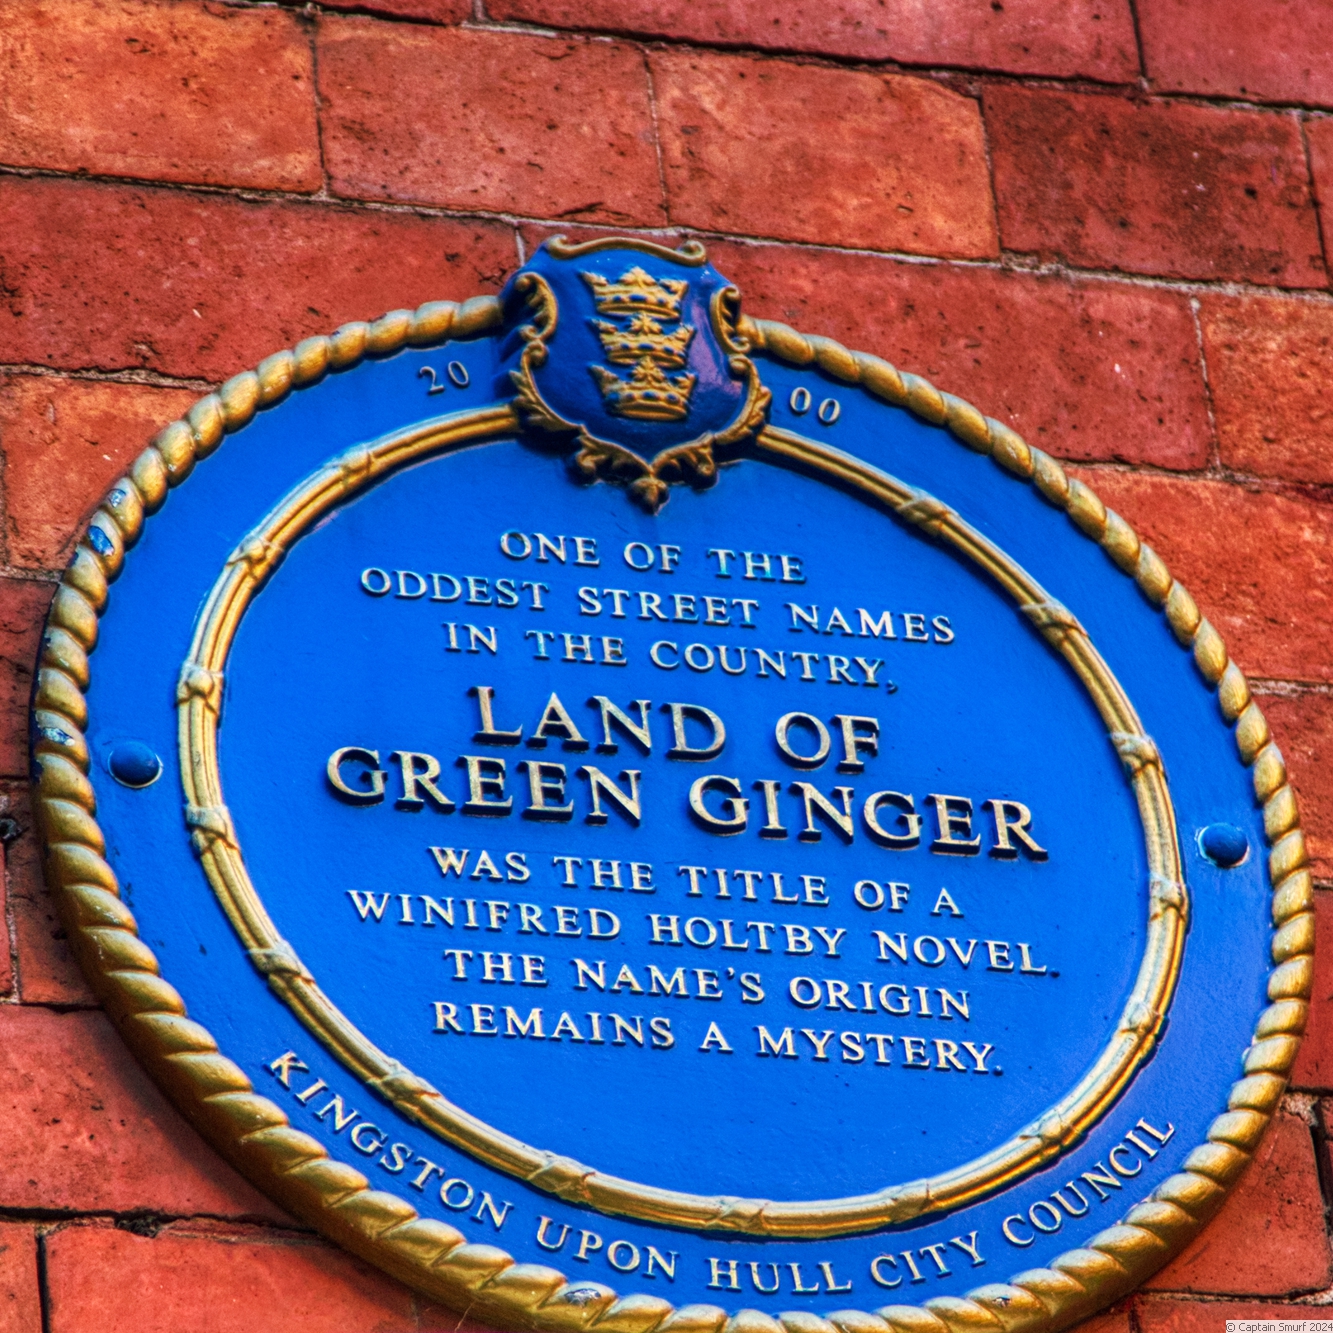 20 00
ONE OF THE
ODDEST STREET NAMES
IN THE COUNTRY,
LAND OF
GREEN GINGER
WAS THE TITLE OF A
WINIFRED HOLTBY NOVEL.
THE NAME'S ORIGIN
REMAINS A MYSTERY.
KINGSTON UPON HULL CITY COUNCIL
© Captain Smurf 2024